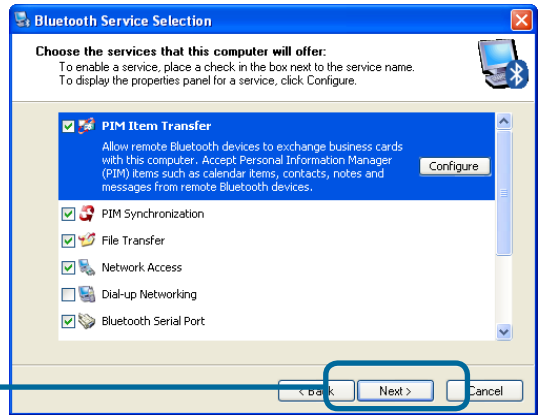 Bluetooth Service Selection
Choose the services that this computer will offer:
To enable a service, place a check in the box next to the service name.
To display the properties panel for a service, click Configure.
PIM Item Transfer
Allow remote Bluetooth devices to exchange business cards
with this computer. Accept Personal Information Manager
(PIM) items such as calendar items, contacts, notes and
messages from remote Bluetooth devices.
Configure
PIM Synchronization
File Transfer
Network Access
Dial-up Networking
Bluetooth Serial Port
< Back Next > Cancel